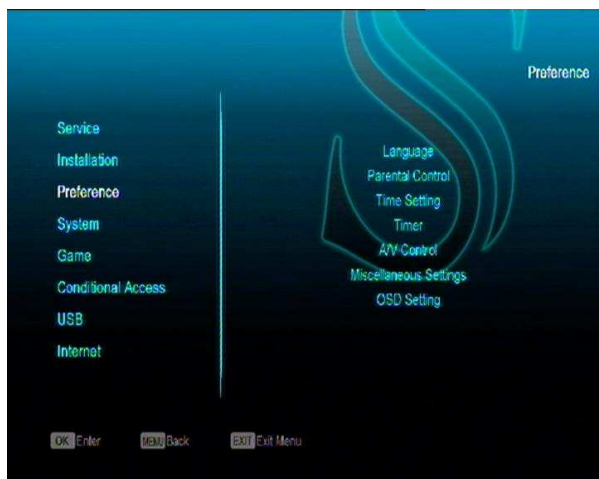 Preference
Service
Installation
Preference
System
Game
Conditional Access
USB
Internet
Language
Parental Control
Time Setting
Timer
A/V Control
Miscellaneous Settings
OSD Setting
OK Enter
MENU Back
EXIT Exit Menu